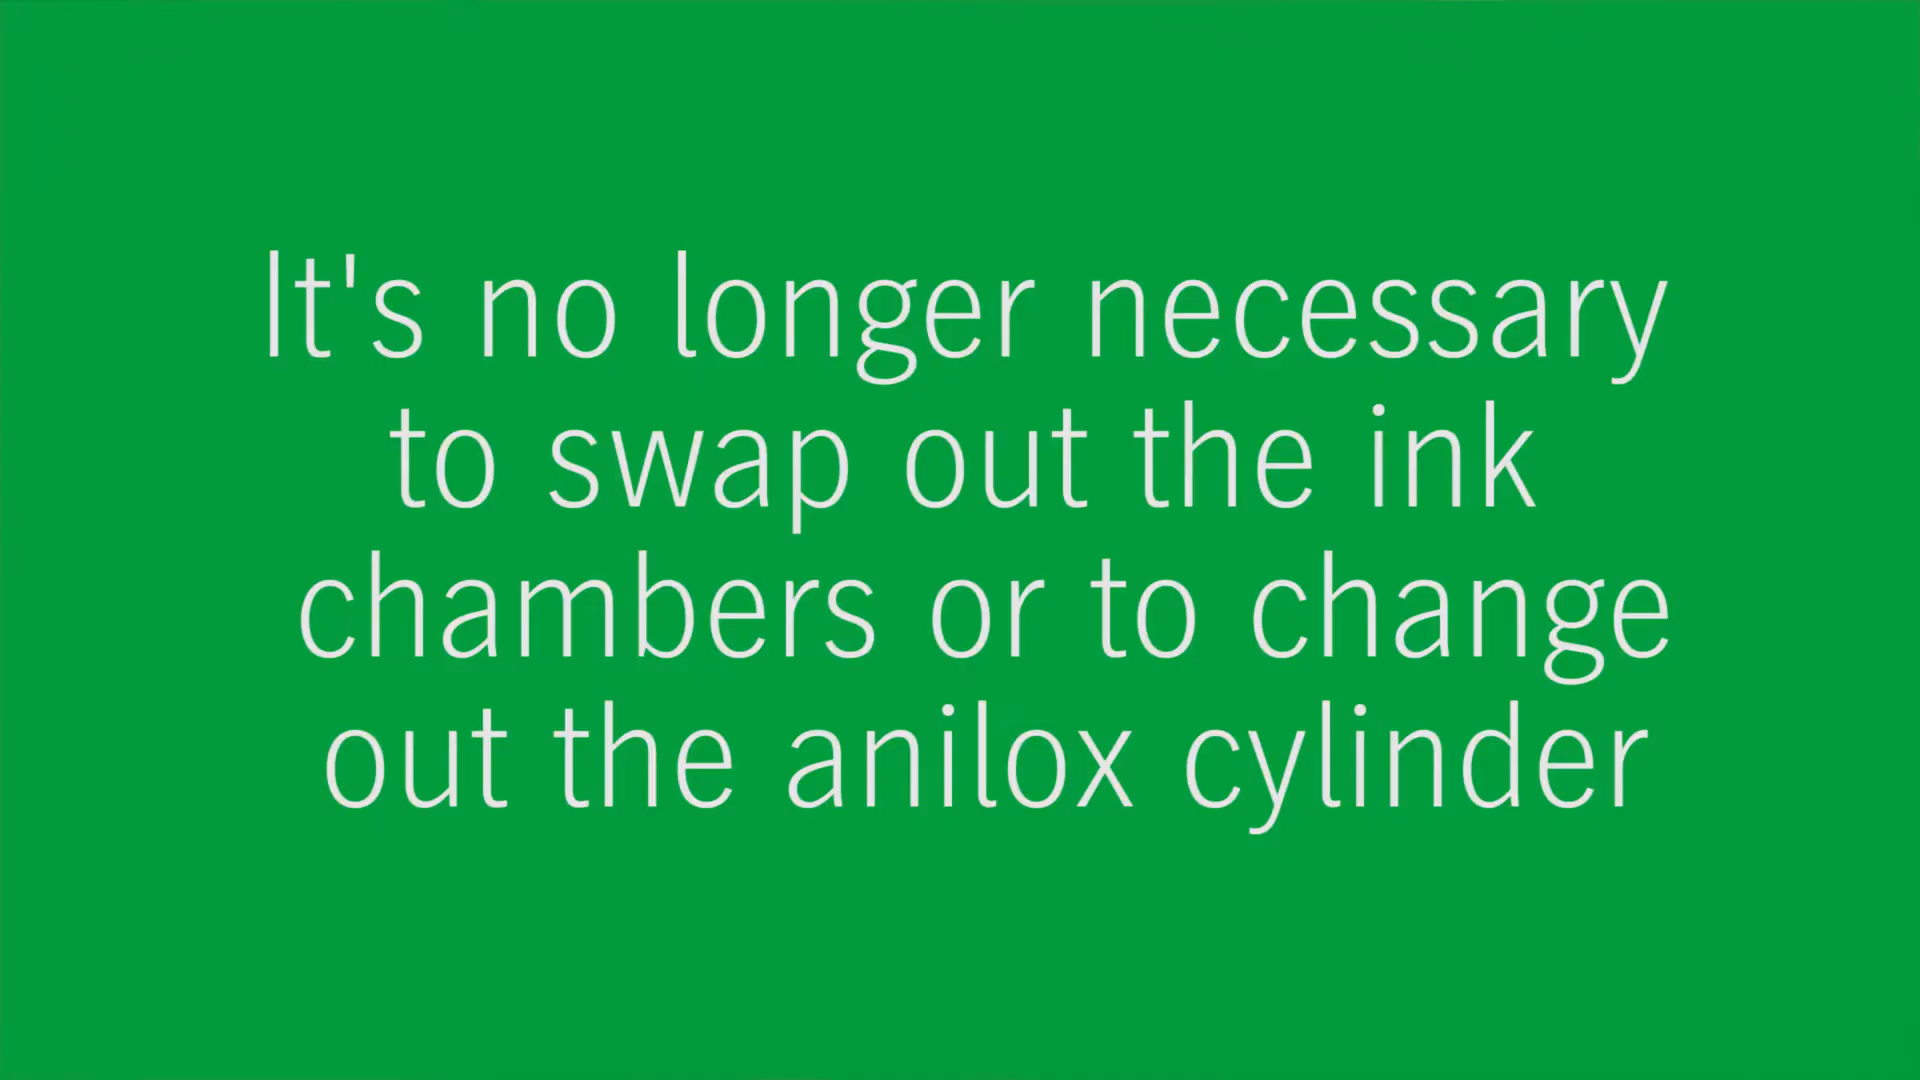 It's no longer necessary
to swap out the ink
chambers or to change
out the anilox cylinder